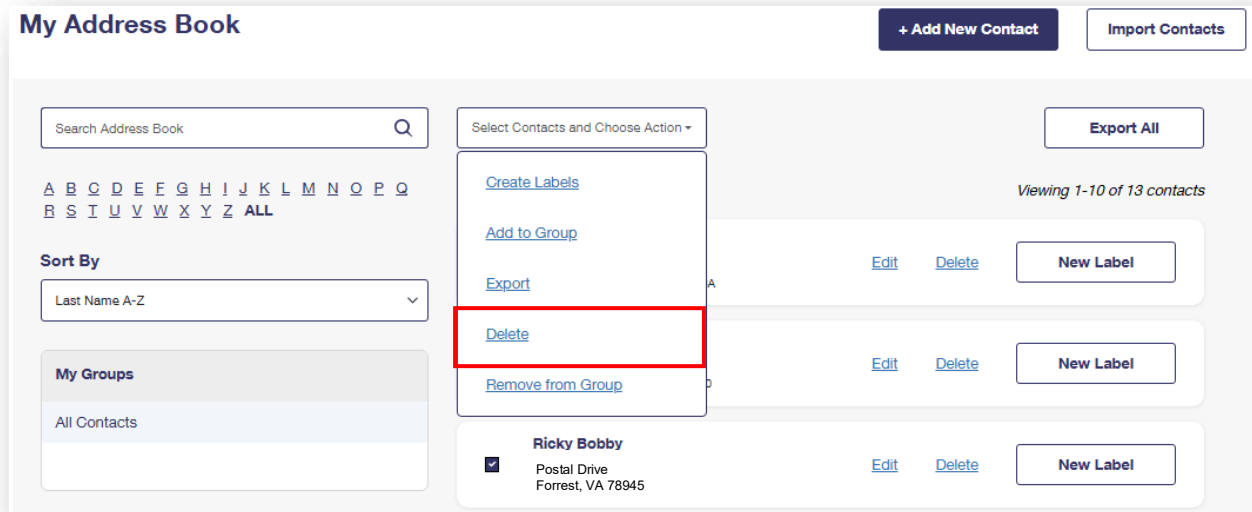 My Address Book
+ Add New Contact
Import Contacts
Search Address Book
Select Contacts and Choose Action
Export All
A B C D E F G H I J K L M N O P Q
R S T U V W X Y Z ALL
Viewing 1-10 of 13 contacts
Sort By
Last Name A-Z
My Groups
All Contacts
Create Labels
Add to Group
Export
Delete
Remove from Group
Edit Delete New Label
A
Edit Delete New Label
Ricky Bobby
Postal Drive
Forrest, VA 78945
Edit Delete New Label